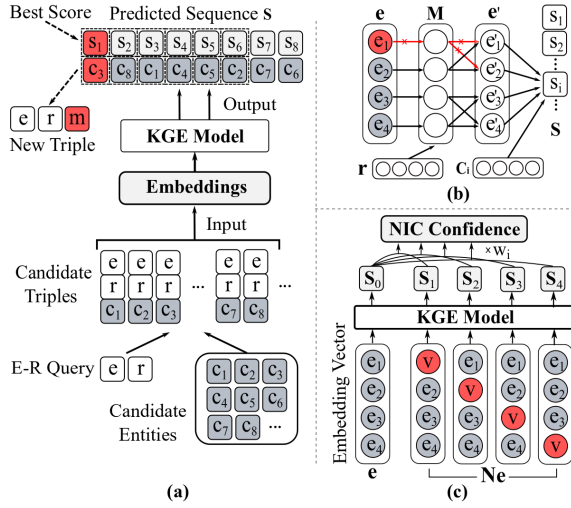 Best Score
Predicted Sequence s
s1 s2 s3 s4 s5 s6 s7 s8
c3 c8 c1 c4 c5 c2 c7 c6
e r m
New Triple
Output
KGE Model
Embeddings
Input
Candidate
Triples
e e e e e
r r r ... r r ...
c1 c2 c3 c7 c8
E-R Query e r
c1 c2 c3
c4 c5 c6
c7 c8 ...
Candidate
Entities
(a)
e M e'
e1 e'1
e2 e'2
e3 e'3
e4 e'4
s1
s2
si
S
r
Ci
(b)
NIC Confidence
×Wi
S0 S1 S2 S3 S4
KGE Model
Embedding Vector
e1 v e1 e1 e1
e2 e2 v e2 e2
e3 e3 e3 v e3
e4 e4 e4 e4 v
e
Ne
(c)